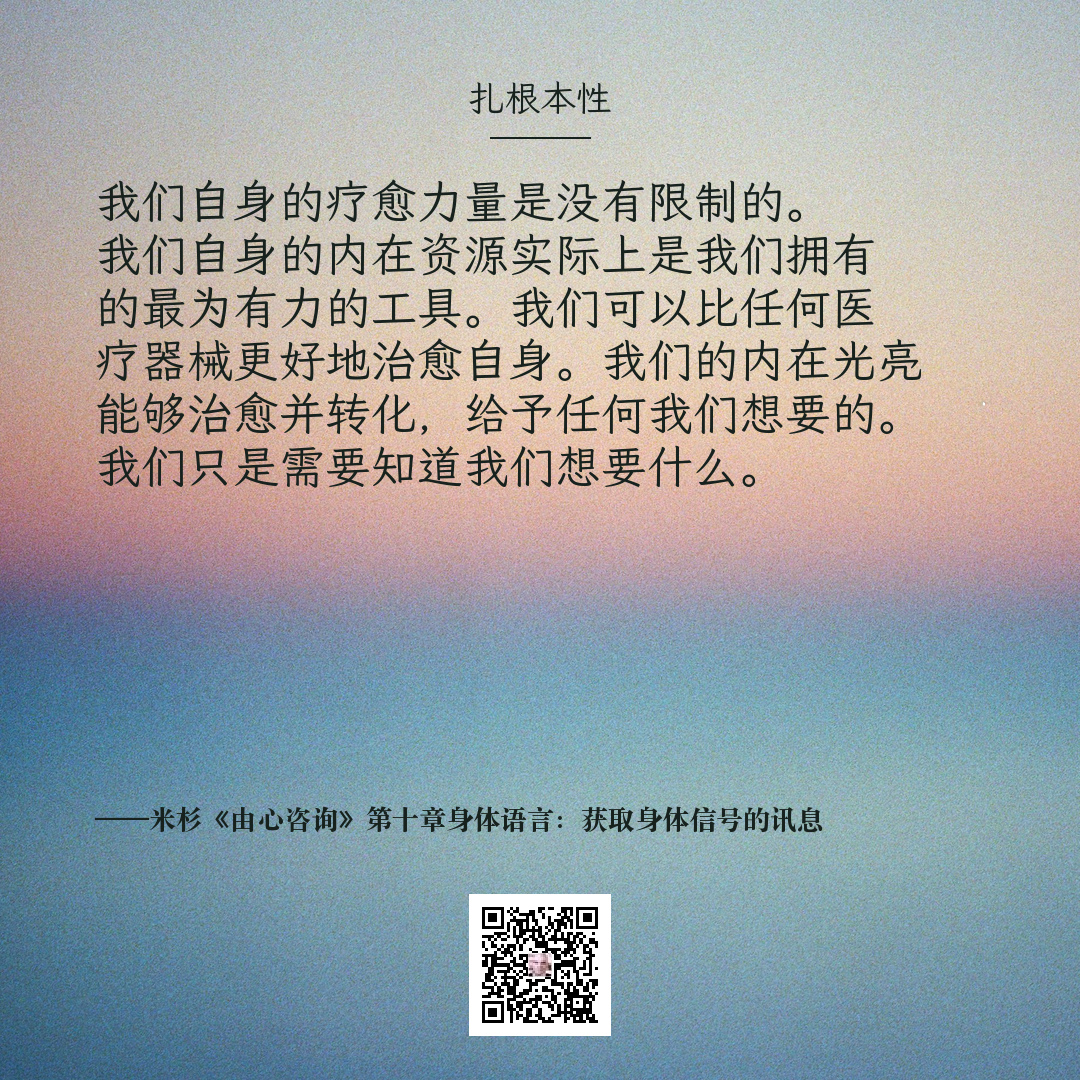 扎根本性
我们自身的疗愈力量是没有限制的。
我们自身的内在资源实际上是我们拥有
的最为有力的工具。我们可以比任何医
疗器械更好地治愈自身。我们的内在光亮
能够治愈并转化，给予任何我们想要的。
我们只是需要知道我们想要什么。
——米杉《由心咨询》第十章身体语言：获取身体信号的讯息